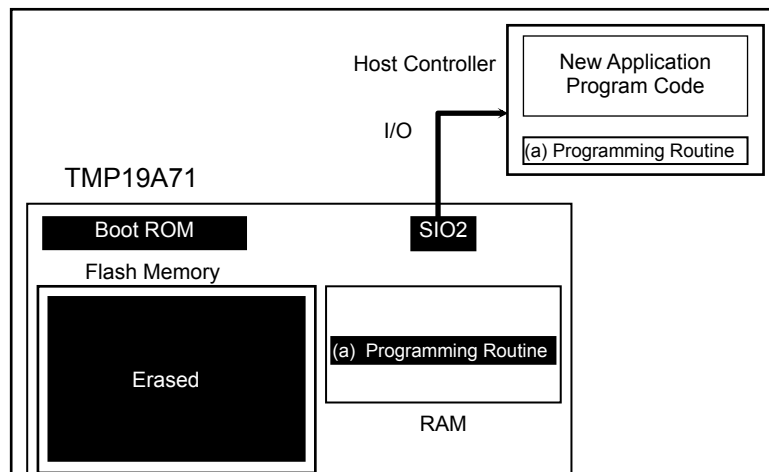 Host Controller
New Application
Program Code
I/O
(a) Programming Routine
TMP19A71
Boot ROM
SIO2
Flash Memory
(a) Programming Routine
Erased
RAM